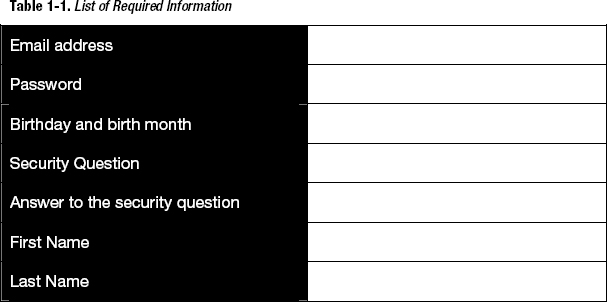 Table 1-1. List of Required Information
Email address
Password
Birthday and birth month
Security Question
Answer to the security question
First Name
Last Name